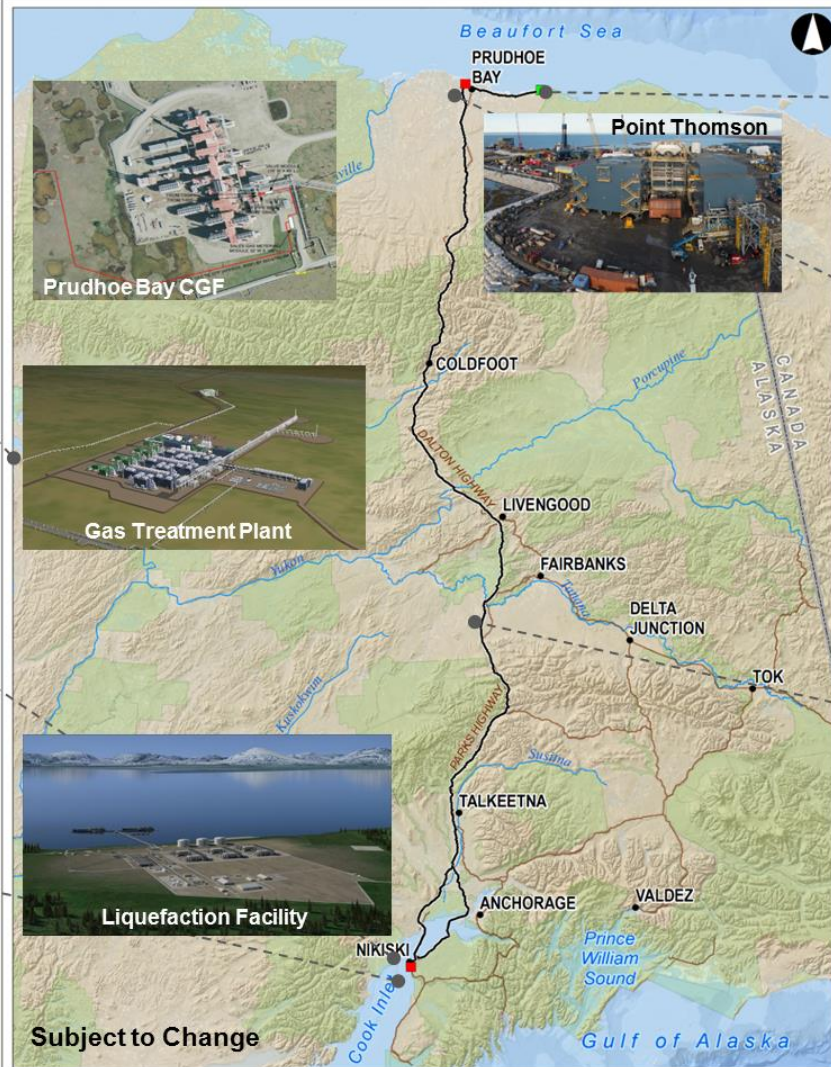 Beaufort Sea
PRUDHOE
BAY
Point Thomson
ville
Prudhoe Bay CGF
COLDFOOT
Porcupine
CANADA
ALASKA
DALTON HIGHWAY
LIVENGOOD
Gas Treatment Plant
Yukon
FAIRBANKS
Tanana
DELTA
JUNCTION
TOK
Kuskokwim
PARKS HIGHWAY
Susitna
TALKEETNA
Liquefaction Facility
ANCHORAGE
VALDEZ
NIKISKI
Prince
William
Sound
Cook Inlet
Subject to Change
Gulf of Alaska